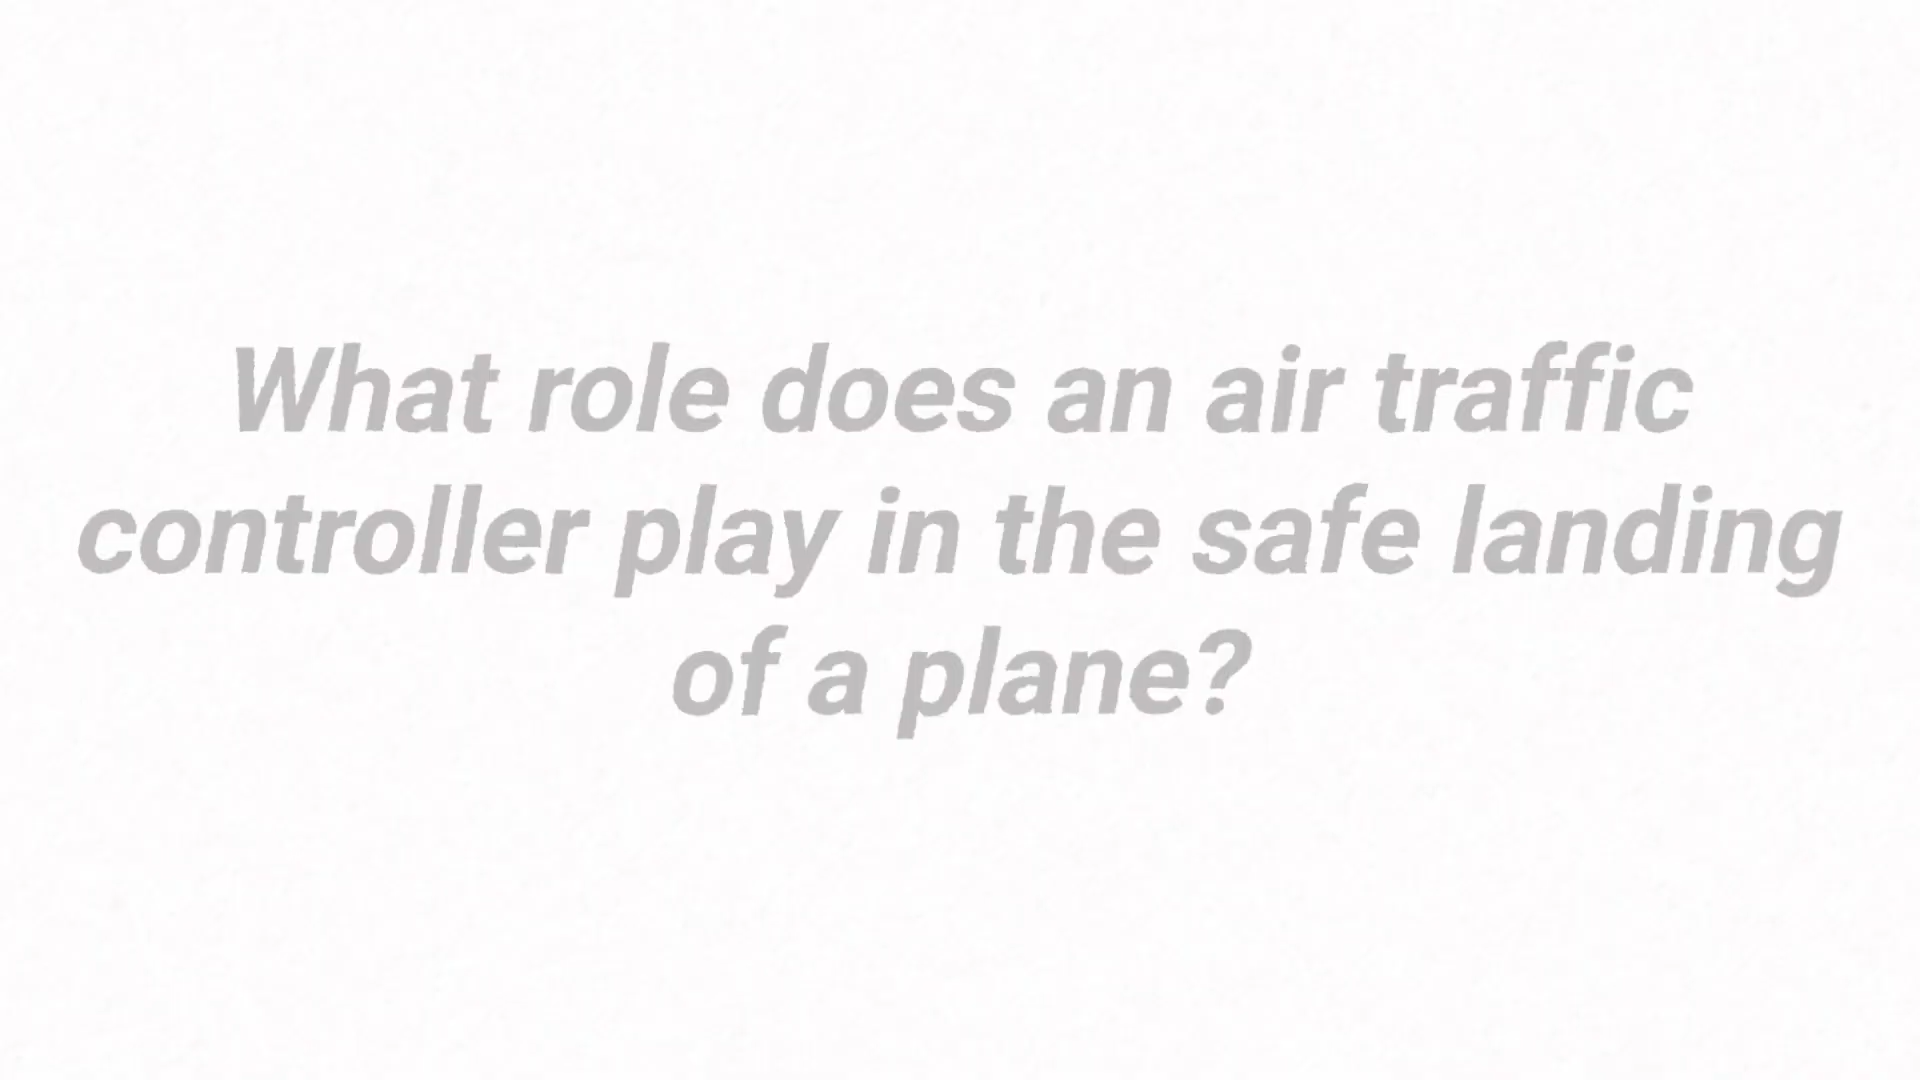 What role does an air traffic
controller play in the safe landing
of a plane?